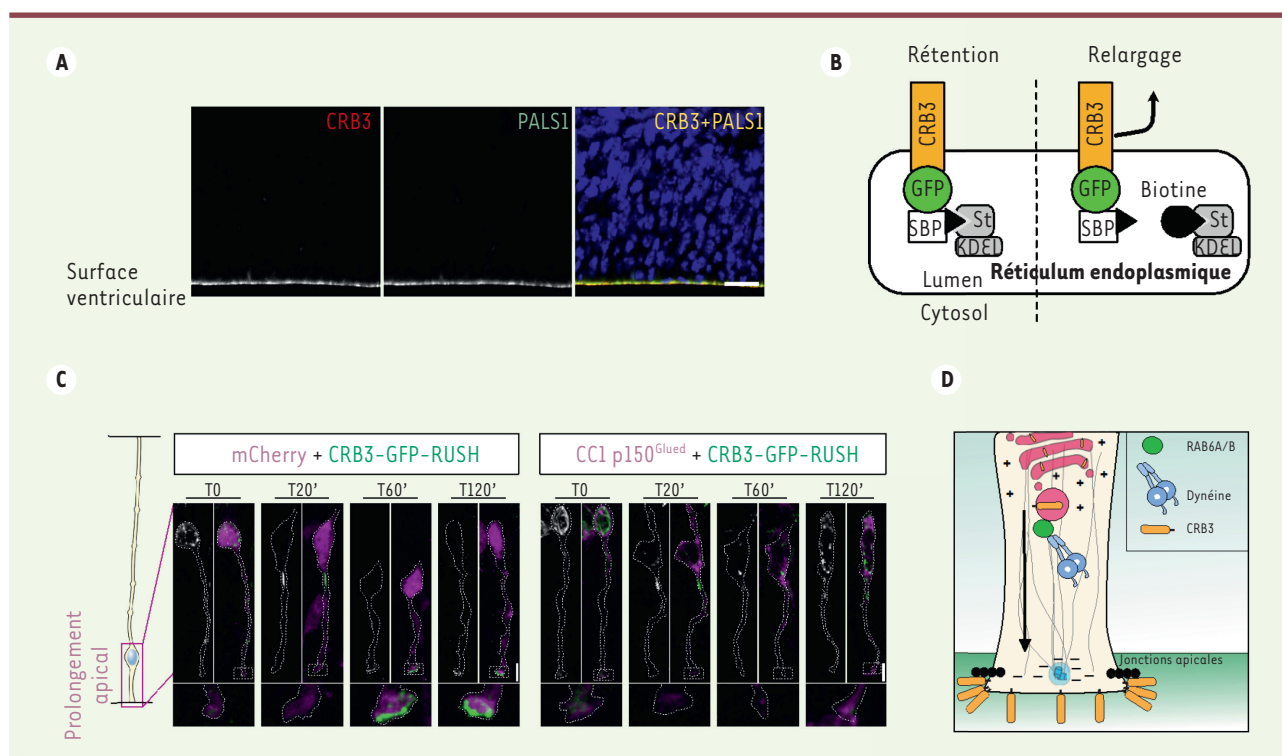 A
CRB3
PALS1
CRB3+PALS1
Surface
ventriculaire
B
Rétention
Relargage
CRB3
CRB3
GFP
GFP
Biotine
SBP
St
SBP
St
KDEL
KDEL
Réticulum endoplasmique
Lumen
Cytosol
C
mCherry + CRB3-GFP-RUSH
CC1 p150Glued + CRB3-GFP-RUSH
T0
T20'
T60'
T120'
T0
T20'
T60'
T120'
Prolongement
apical
D
RAB6A/B
Dynéine
CRB3
Jonctions apicales